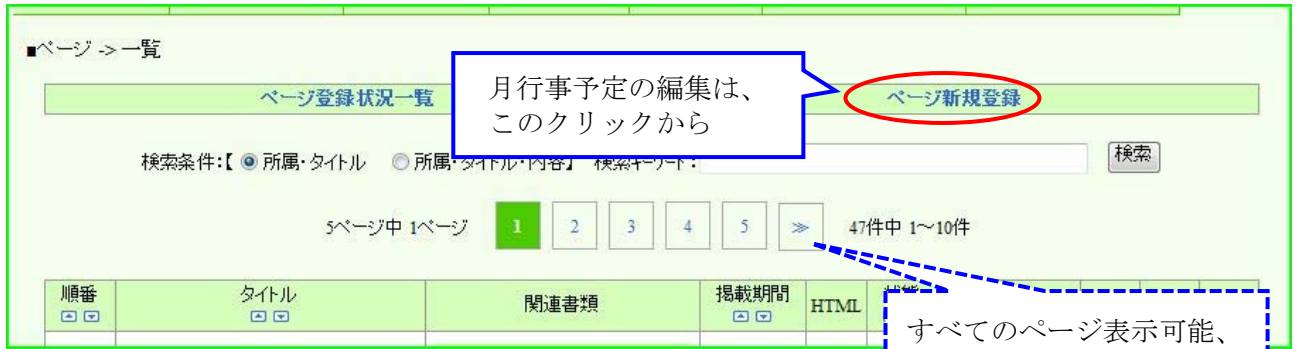 ■ページ -> 一覧
ページ登録状況一覧
月行事予定の編集は、
このクリックから
ページ新規登録
検索条件:【 所属・タイトル 所属・タイトル・内容】 検索キーワード:
検索
5ページ中 1ページ 1 2 3 4 5 ≫ 47件中 1~10件
順番 タイトル 関連書類 掲載期間 HTML
すべてのページ表示可能、